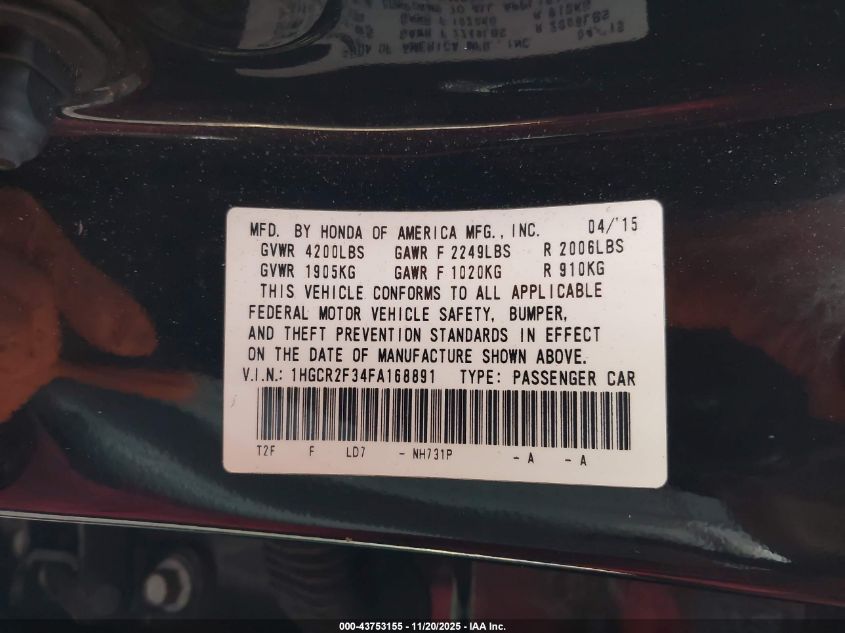 MFD. BY HONDA OF AMERICA MFG., INC. 04/'15
GVWR 4200LBS GAWR F 2249LBS R 2006LBS
GVWR 1905KG GAWR F 1020KG R 910KG
THIS VEHICLE CONFORMS TO ALL APPLICABLE
FEDERAL MOTOR VEHICLE SAFETY, BUMPER,
AND THEFT PREVENTION STANDARDS IN EFFECT
ON THE DATE OF MANUFACTURE SHOWN ABOVE.
V.I.N.: 1HGCR2F34FA168891 TYPE: PASSENGER CAR
T2F F LD7 - NH731P - A - A
000-43753155 - 11/20/2025 - IAA Inc.